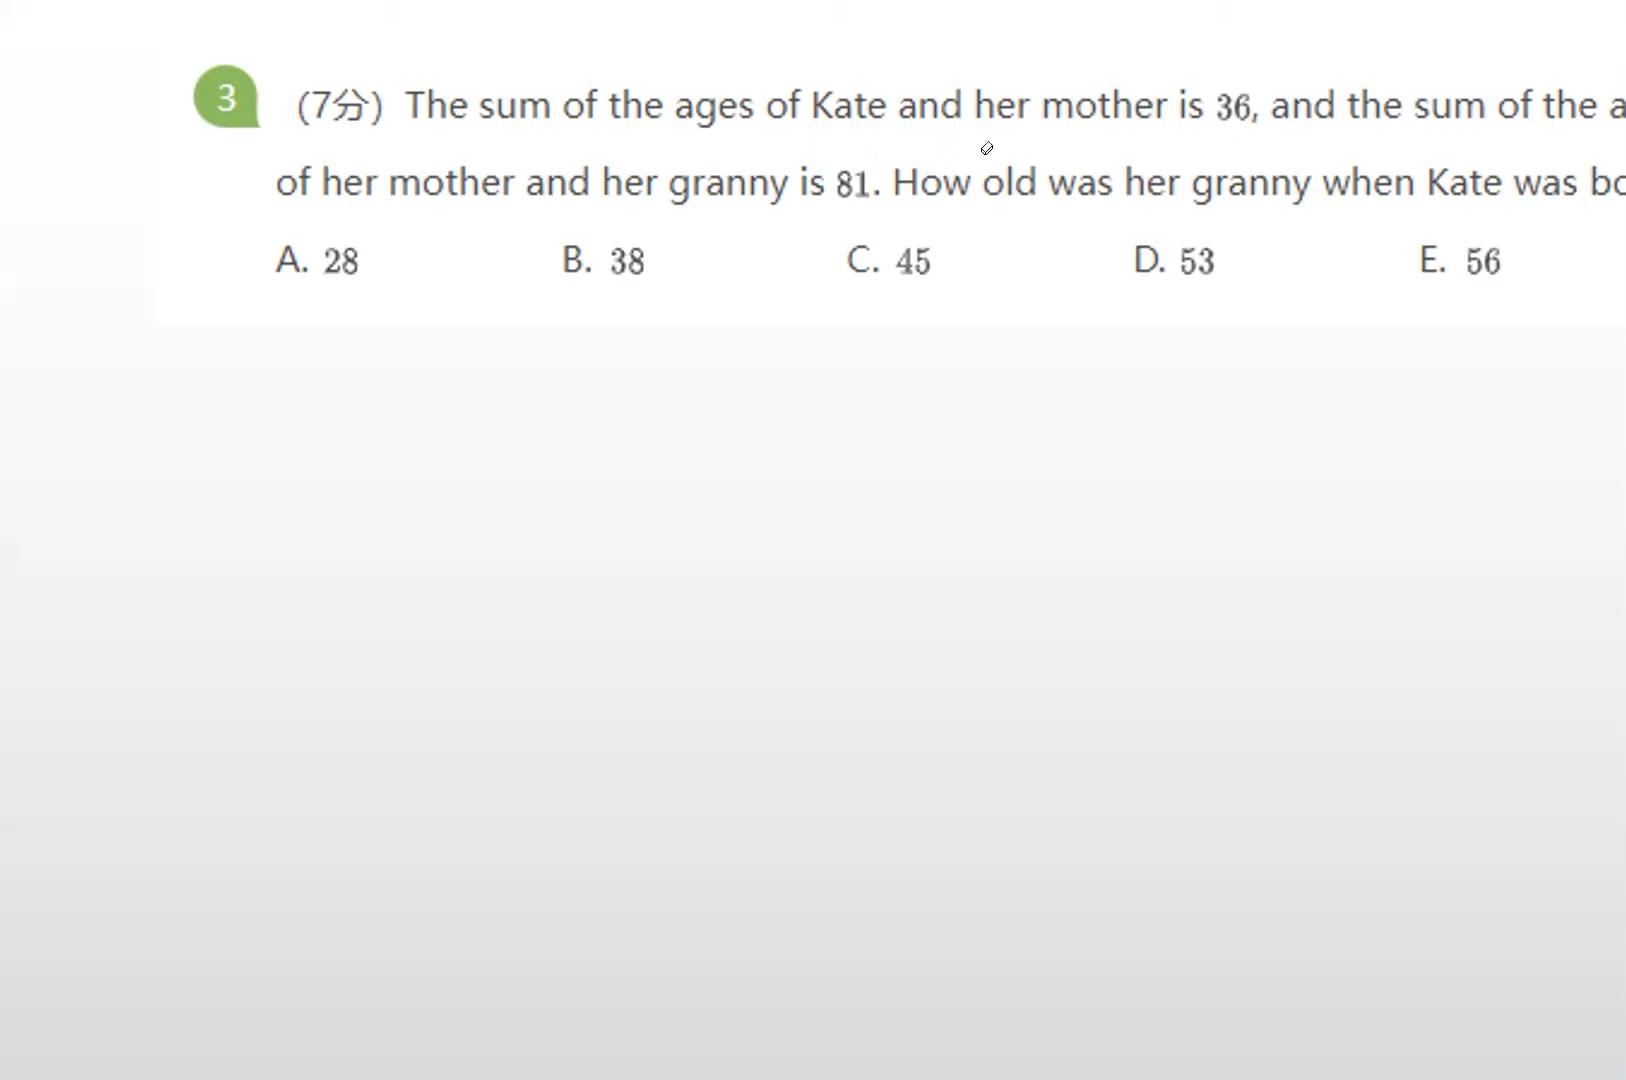 3 (7分) The sum of the ages of Kate and her mother is 36, and the sum of the
of her mother and her granny is 81. How old was her granny when Kate was
A. 28 B. 38 C. 45 D. 53 E. 56